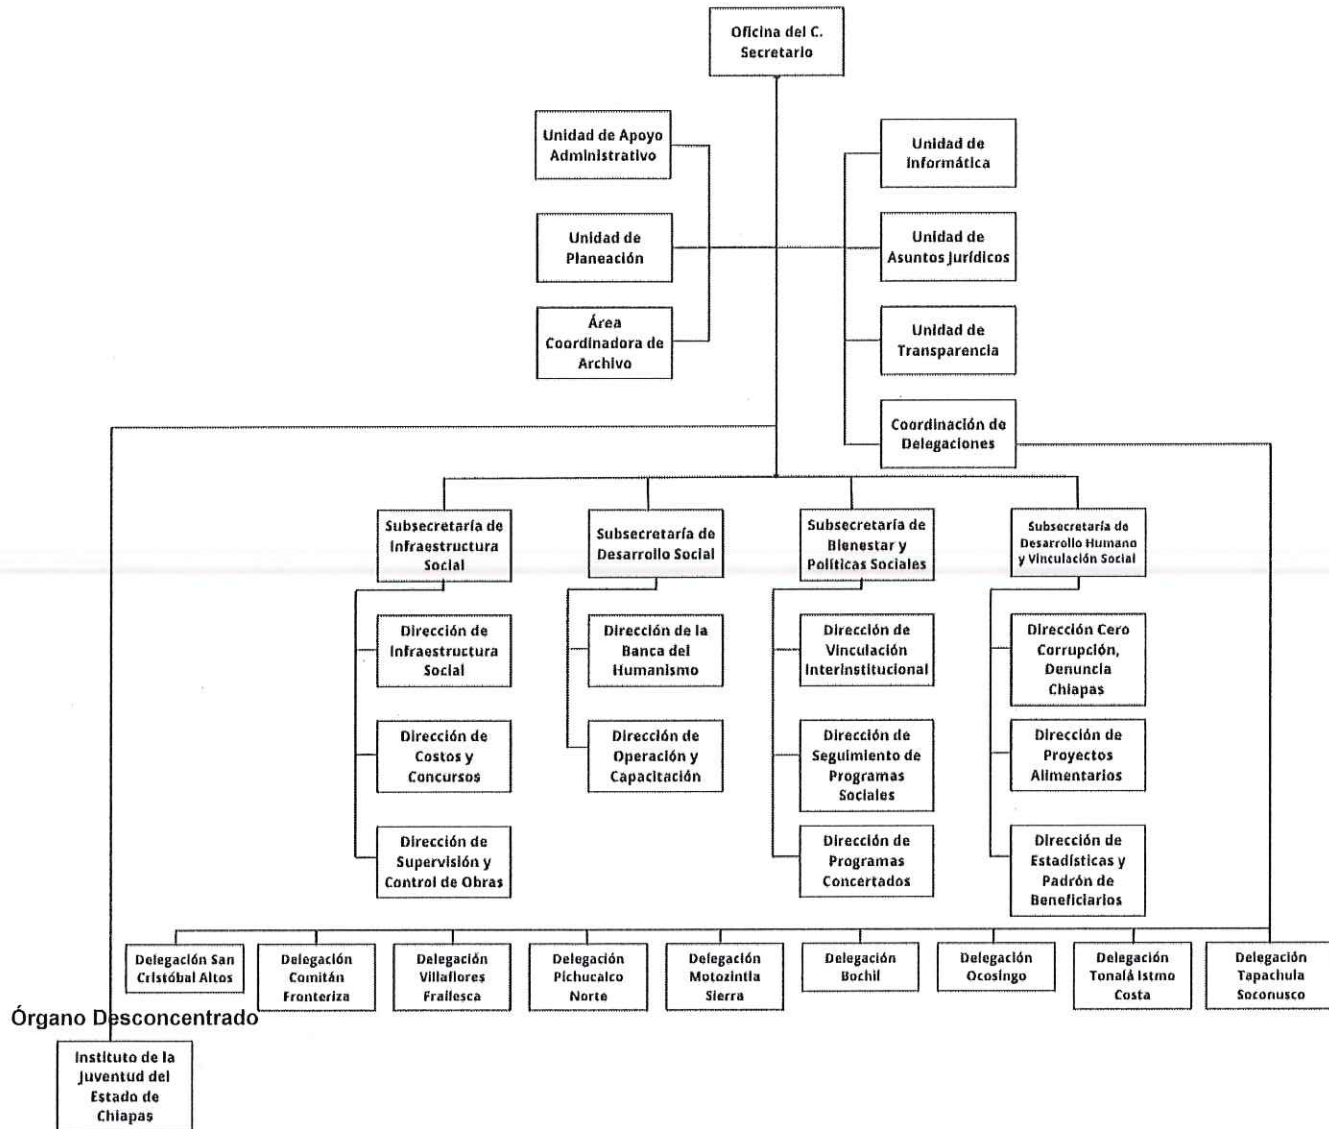 Oficina del C.
Secretario
Unidad de Apoyo
Administrativo
Unidad de
Informática
Unidad de
Planeación
Unidad de
Asuntos Jurídicos
Área
Coordinadora de
Archivo
Unidad de
Transparencia
Coordinación de
Delegaciones
Subsecretaría de
Infraestructura
Social
Subsecretaría de
Desarrollo Social
Subsecretaría de
Bienestar y
Políticas Sociales
Subsecretaría de
Desarrollo Humano
y Vinculación Social
Dirección de
Infraestructura
Social
Dirección de la
Banca del
Humanismo
Dirección de
Vinculación
Interinstitucional
Dirección Cero
Corrupción,
Denuncia
Chiapas
Dirección de
Costos y
Concursos
Dirección de
Operación y
Capacitación
Dirección de
Seguimiento de
Programas
Sociales
Dirección de
Proyectos
Alimentarios
Dirección de
Supervisión y
Control de Obras
Dirección de
Programas
Concertados
Dirección de
Estadísticas y
Padrón de
Beneficiarios
Delegación San
Cristóbal Altos
Delegación
Comitán
Fronteriza
Delegación
Villaflores
Frailesca
Delegación
Pichucalco
Norte
Delegación
Motozintla
Sierra
Delegación
Bochil
Delegación
Ocosingo
Delegación
Tonalá Istmo
Costa
Delegación
Tapachula
Soconusco
Órgano Desconcentrado
Instituto de la
Juventud del
Estado de
Chiapas